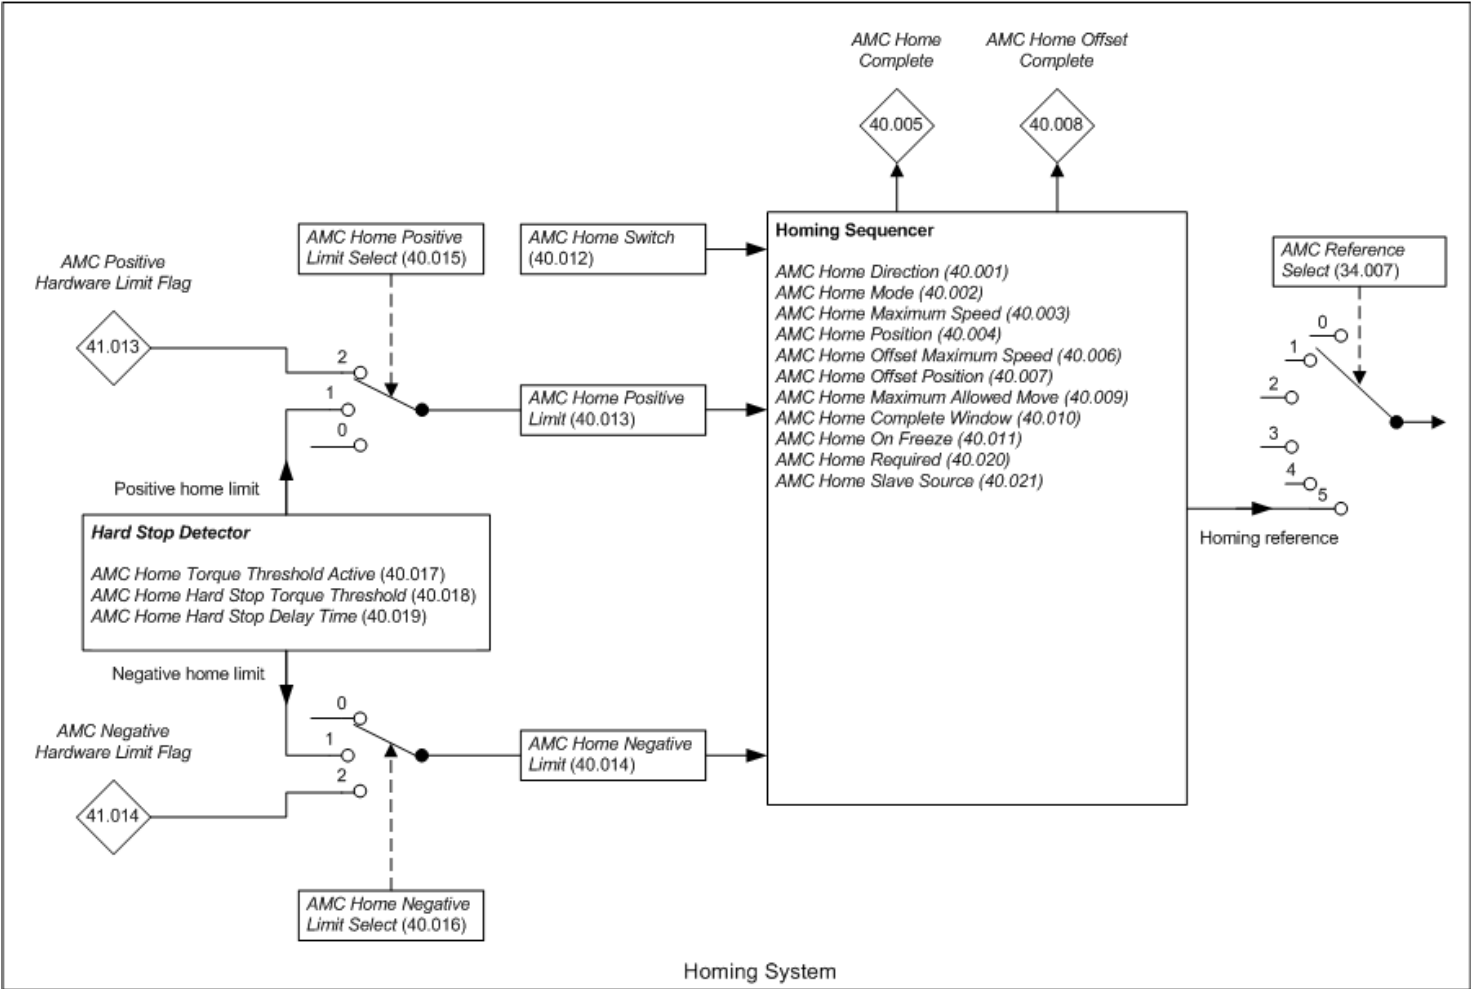 AMC Home
Complete
AMC Home Offset
Complete
40.005
40.008
AMC Positive
Hardware Limit Flag
41.013
AMC Home Positive
Limit Select (40.015)
AMC Home Switch
(40.012)
2
1
0
AMC Home Positive
Limit (40.013)
Positive home limit
Hard Stop Detector
AMC Home Torque Threshold Active (40.017)
AMC Home Hard Stop Torque Threshold (40.018)
AMC Home Hard Stop Delay Time (40.019)
Negative home limit
AMC Negative
Hardware Limit Flag
41.014
0
1
2
AMC Home Negative
Limit (40.014)
AMC Home Negative
Limit Select (40.016)
Homing Sequencer
AMC Home Direction (40.001)
AMC Home Mode (40.002)
AMC Home Maximum Speed (40.003)
AMC Home Position (40.004)
AMC Home Offset Maximum Speed (40.006)
AMC Home Offset Position (40.007)
AMC Home Maximum Allowed Move (40.009)
AMC Home Complete Window (40.010)
AMC Home On Freeze (40.011)
AMC Home Required (40.020)
AMC Home Slave Source (40.021)
AMC Reference
Select (34.007)
0
1
2
3
4
5
Homing reference
Homing System